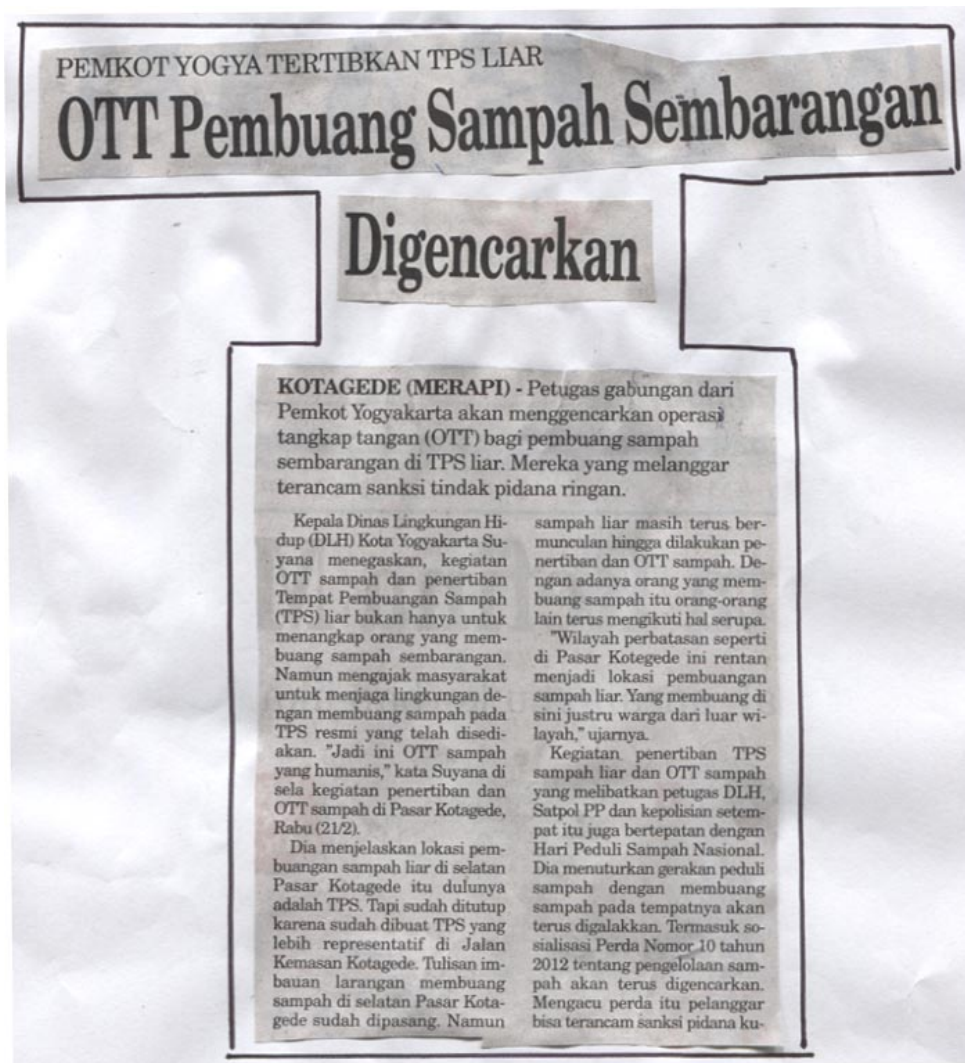 PEMKOT YOGYA TERTIBKAN TPS LIAR
OTT Pembuang Sampah Sembarangan
Digencarkan
KOTAGEDE (MERAPI) - Petugas gabungan dari
Pemkot Yogyakarta akan menggencarkan operasi
tangkap tangan (OTT) bagi pembuang sampah
sembarangan di TPS liar. Mereka yang melanggar
terancam sanksi tindak pidana ringan.
Kepala Dinas Lingkungan Hi-
dup (DLH) Kota Yogyakarta Su-
yana menegaskan, kegiatan
OTT sampah dan penertiban
Tempat Pembuangan Sampah
(TPS) liar bukan hanya untuk
menangkap orang yang mem-
buang sampah sembarangan.
Namun mengajak masyarakat
untuk menjaga lingkungan de-
ngan membuang sampah pada
TPS resmi yang telah disedi-
akan. "Jadi ini OTT sampah
yang humanis," kata Suyana di
sela kegiatan penertiban dan
OTT sampah di Pasar Kotagede,
Rabu (21/2).
Dia menjelaskan lokasi pem-
buangan sampah liar di selatan
Pasar Kotagede itu dulunya
adalah TPS. Tapi sudah ditutup
karena sudah dibuat TPS yang
lebih representatif di Jalan
Kemasan Kotagede. Tulisan im-
bauan larangan membuang
sampah di selatan Pasar Kota-
gede sudah dipasang. Namun
sampah liar masih terus ber-
munculan hingga dilakukan pe-
nertiban dan OTT sampah. De-
ngan adanya orang yang mem-
buang sampah itu orang-orang
lain terus mengikuti hal serupa.
"Wilayah perbatasan seperti
di Pasar Kotegede ini rentan
menjadi lokasi pembuangan
sampah liar. Yang membuang di
sini justru warga dari luar wi-
layah," ujarnya.
Kegiatan penertiban TPS
sampah liar dan OTT sampah
yang melibatkan petugas DLH,
Satpol PP dan kepolisian setem-
pat itu juga bertepatan dengan
Hari Peduli Sampah Nasional.
Dia menuturkan gerakan peduli
sampah dengan membuang
sampah pada tempatnya akan
terus digalakkan. Termasuk so-
sialisasi Perda Nomor 10 tahun
2012 tentang pengelolaan sam-
pah akan terus digencarkan.
Mengacu perda itu pelanggar
bisa terancam sanksi pidana ku-